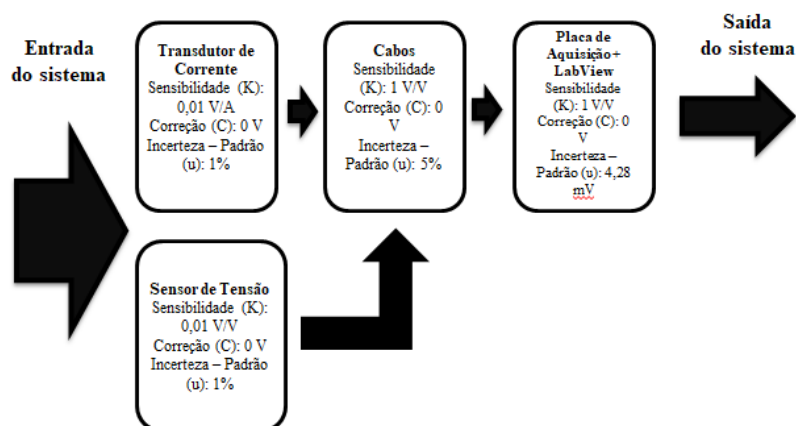 Entrada
do sistema
Transdutor de
Corrente
Sensibilidade (K):
0,01 V/A
Correção (C): 0 V
Incerteza – Padrão
(u): 1%
Cabos
Sensibilidade
(K): 1 V/V
Correção (C): 0
V
Incerteza –
Padrão (u): 5%
Placa de
Aquisição+
LabView
Sensibilidade
(K): 1 V/V
Correção (C): 0
V
Incerteza –
Padrão (u): 4,28
mV
Saída
do sistema
Sensor de Tensão
Sensibilidade (K):
0,01 V/V
Correção (C): 0 V
Incerteza – Padrão
(u): 1%